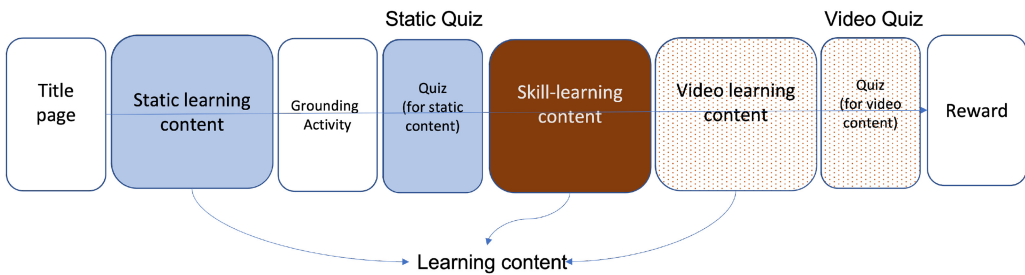 Static Quiz
Video Quiz
Title
page
Static learning
content
Grounding
Activity
Quiz
(for static
content)
Skill-learning
content
Video learning
content
Quiz
(for video
content)
Reward
Learning content